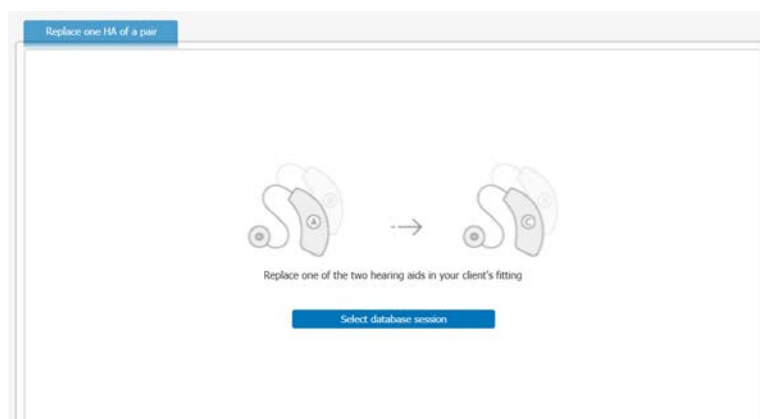 Replace one HA of a pair
A
C
Replace one of the two hearing aids in your client's fitting
Select database session